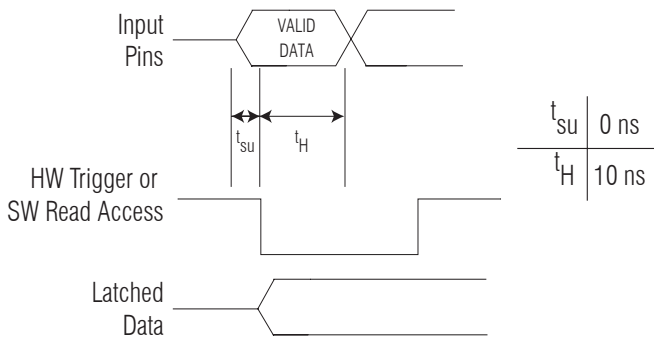 Input
Pins
VALID
DATA
tsu
tH
tsu 0 ns
tH 10 ns
HW Trigger or
SW Read Access
Latched
Data